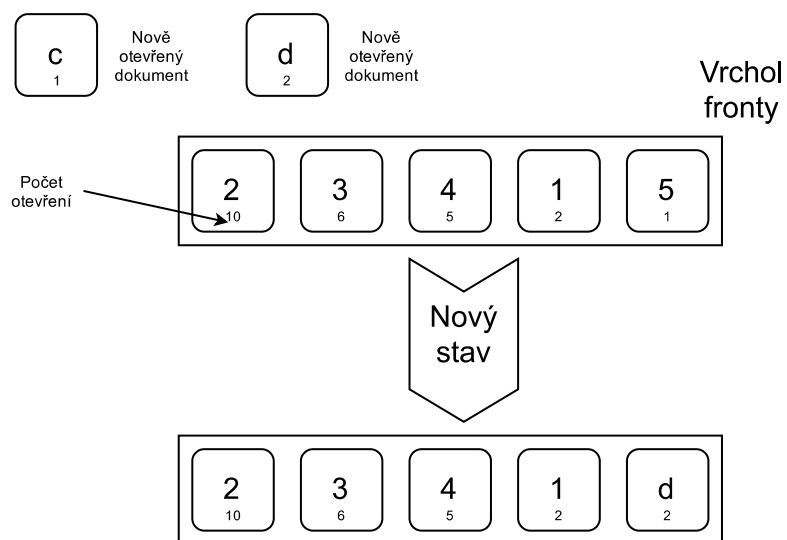 c
1
Nově
otevřený
dokument
d
2
Nově
otevřený
dokument
Vrchol
fronty
Počet
otevření
2
10
3
6
4
5
1
2
5
1
Nový
stav
2
10
3
6
4
5
1
2
d
2